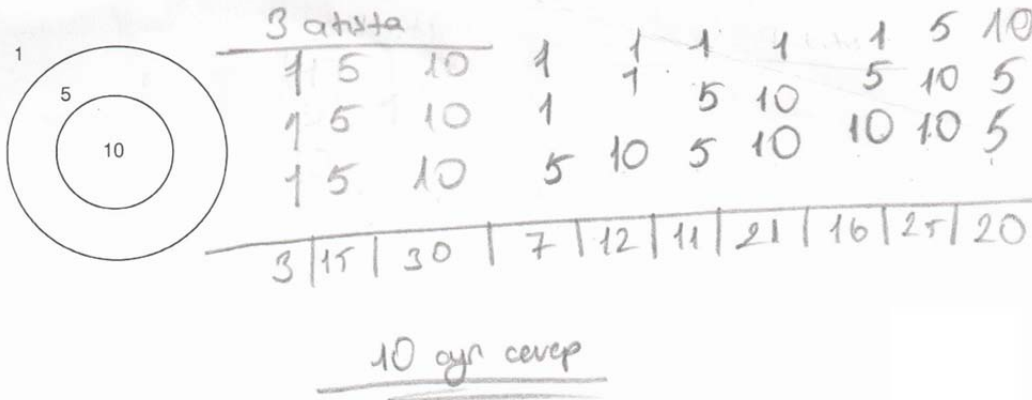 3 atışta
1
5
10
1 5 10 1 1 1 1 1 5 10
1 5 10 1 1 5 10 5 10 5
1 5 10 5 10 5 10 10 10 5
3 | 15 | 30 | 7 | 12 | 11 | 21 | 16 | 25 | 20
10 ayrı cevap